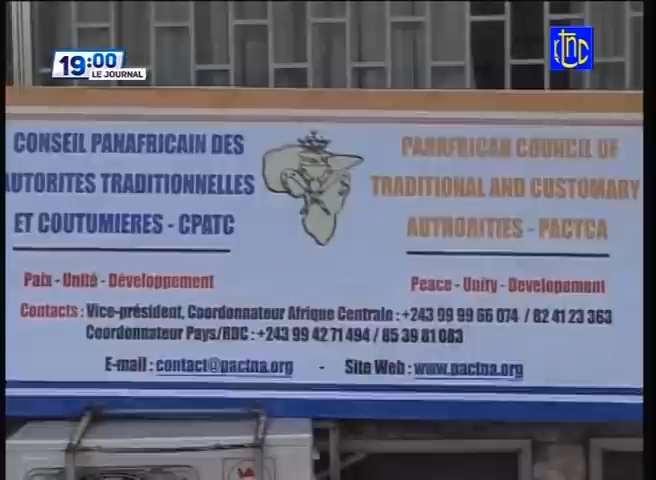 19:00
LE JOURNAL
rtnc
CONSEIL PANAFRICAIN DES
AUTORITES TRADITIONNELLES
ET COUTUMIERES - CPATC
PANAFRICAN COUNCIL OF
TRADITIONAL AND CUSTOMARY
AUTHORITIES - PACTCA
Paix - Unité - Développement
Peace - Unity - Developement
Contacts : Vice-président, Coordonnateur Afrique Centrale : +243 99 99 66 074 / 82 41 23 363
Coordonnateur Pays/RDC : +243 99 42 71 494 / 85 39 81 083
E-mail : contact@pactna.org - Site Web : www.pactna.org